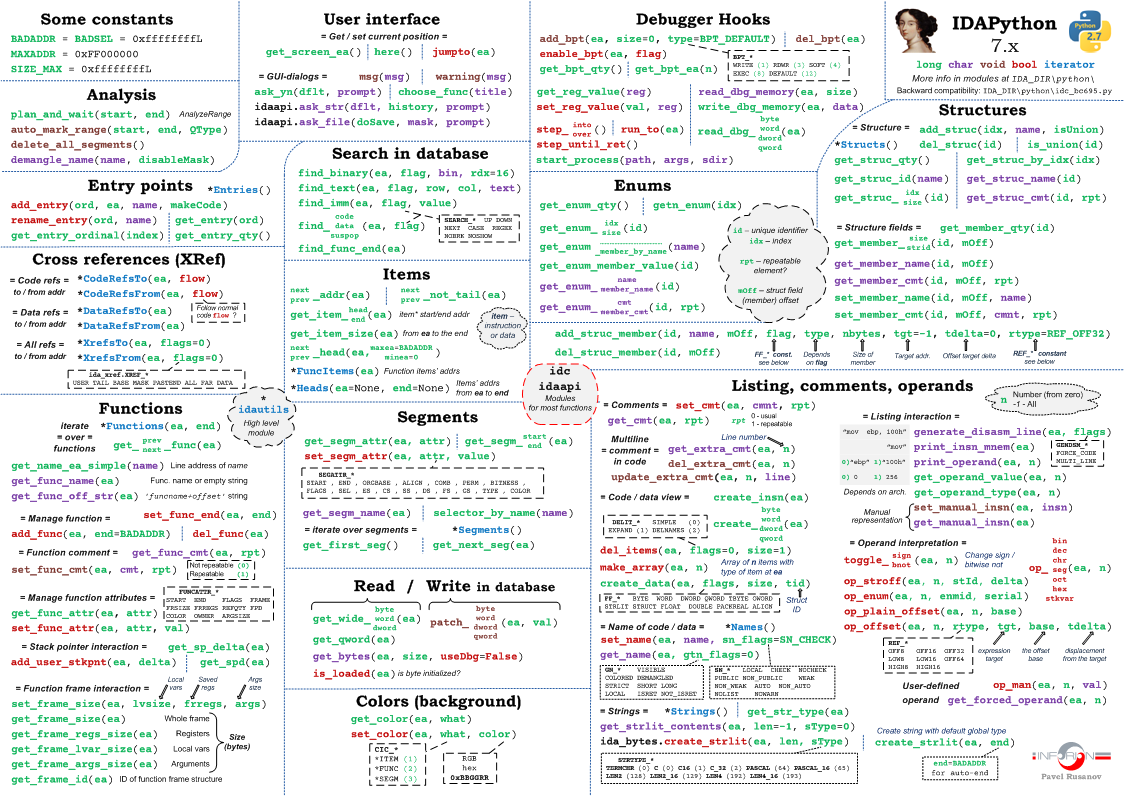 Some constants
BADADDR = BADSEL = 0xffffffffL
MAXADDR = 0xFF000000
SIZE_MAX = 0xffffffffL
Analysis
plan_and_wait(start, end) AnalyzeRange
auto_mark_range(start, end, QType)
delete_all_segments()
demangle_name(name, disableMask)
Entry points *Entries()
add_entry(ord, ea, name, makeCode)
rename_entry(ord, name) get_entry(ord)
get_entry_ordinal(index) get_entry_qty()
Cross references (XRef)
= Code refs = to / from addr
*CodeRefsTo(ea, flow)
*CodeRefsFrom(ea, flow)
Follow normal code flow ?
= Data refs = to / from addr
*DataRefsTo(ea)
*DataRefsFrom(ea)
= All refs = to / from addr
*XrefsTo(ea, flags=0)
*XrefsFrom(ea, flags=0)
ida_xref.XREF_*
USER TAIL BASE MASK PASTEND ALL FAR DATA
* idautils
High level module
Functions
iterate = over = functions
*Functions(ea, end)
get_ prev next _func(ea)
get_name_ea_simple(name) Line address of name
get_func_name(ea) Func. name or empty string
get_func_off_str(ea) 'funcname+offset' string
= Manage function = set_func_end(ea, end)
add_func(ea, end=BADADDR) del_func(ea)
= Function comment = get_func_cmt(ea, rpt)
set_func_cmt(ea, cmt, rpt)
Not repeatable (0)
Repeatable (1)
= Manage function attributes =
get_func_attr(ea, attr)
set_func_attr(ea, attr, val)
FUNCATTR_*
START END FLAGS FRAME
FRSIZE FRREGS REFQTY FPD
COLOR OWNER ARGSIZE
= Stack pointer interaction = get_sp_delta(ea)
add_user_stkpnt(ea, delta) get_spd(ea)
= Function frame interaction =
Local vars Saved regs Args size
set_frame_size(ea, lvsize, frregs, args)
get_frame_size(ea) Whole frame
get_frame_regs_size(ea) Registers
get_frame_lvar_size(ea) Local vars
get_frame_args_size(ea) Arguments
Size (bytes)
get_frame_id(ea) ID of function frame structure
User interface
= Get / set current position =
get_screen_ea() here() jumpto(ea)
= GUI-dialogs = msg(msg) warning(msg)
ask_yn(dflt, prompt) choose_func(title)
idaapi.ask_str(dflt, history, prompt)
idaapi.ask_file(doSave, mask, prompt)
Search in database
find_binary(ea, flag, bin, rdx=16)
find_text(ea, flag, row, col, text)
find_imm(ea, flag, value)
find_ code data suspop (ea, flag)
SEARCH_* UP DOWN
NEXT CASE REGEX
NOBRK NOSHOW
find_func_end(ea)
Items
next prev _addr(ea) next prev _not_tail(ea)
get_item_ head end (ea) item* start/end addr
get_item_size(ea) from ea to the end
next prev _head(ea, maxea=BADADDR minea=0 )
item – instruction or data
*FuncItems(ea) Function items' addrs
*Heads(ea=None, end=None) Items' addrs from ea to end
Segments
get_segm_attr(ea, attr) get_segm_ start end (ea)
set_segm_attr(ea, attr, value)
SEGATTR_*
START , END , ORGBASE , ALIGN , COMB , PERM , BITNESS ,
FLAGS , SEL , ES , CS , SS , DS , FS , GS , TYPE , COLOR
get_segm_name(ea) selector_by_name(name)
= iterate over segments = *Segments()
get_first_seg() get_next_seg(ea)
Read / Write in database
get_wide_ byte word dword (ea) patch_ byte word dword qword (ea, val)
get_qword(ea)
get_bytes(ea, size, useDbg=False)
is_loaded(ea) is byte initialized?
Colors (background)
get_color(ea, what)
set_color(ea, what, color)
CIC_*
*ITEM (1)
*FUNC (2)
*SEGM (3)
RGB
hex
0xBBGGRR
Debugger Hooks
add_bpt(ea, size=0, type=BPT_DEFAULT) del_bpt(ea)
enable_bpt(ea, flag)
get_bpt_qty() get_bpt_ea(n)
BPT_*
WRITE (1) RDWR (3) SOFT (4)
EXEC (8) DEFAULT (12)
get_reg_value(reg) read_dbg_memory(ea, size)
set_reg_value(val, reg) write_dbg_memory(ea, data)
step_ into over () run_to(ea) read_dbg_ byte word dword qword (ea)
step_until_ret()
start_process(path, args, sdir)
Enums
get_enum_qty() getn_enum(idx)
get_enum_ idx size (id)
get_enum_ _member_by_name (name)
get_enum_member_value(id)
get_enum_ name member_name (id)
get_enum_ cmt member_cmt (id, rpt)
id – unique identifier
idx – index
rpt – repeatable element?
mOff – struct field (member) offset
add_struc_member(id, name, mOff, flag, type, nbytes, tgt=-1, tdelta=0, rtype=REF_OFF32)
del_struc_member(id, mOff)
FF_* const. see below
Depends on flag
Size of member
Target addr.
Offset target delta
REF_* constant see below
idc
idaapi
Modules
for most functions
IDAPython
7.x
python 2.7
long char void bool iterator
More info in modules at IDA_DIR\python\
Backward compatibility: IDA_DIR\python\idc_bc695.py
Structures
= Structure = add_struc(idx, name, isUnion)
*Structs() del_struc(id) is_union(id)
get_struc_qty() get_struc_by_idx(idx)
get_struc_id(name) get_struc_name(id)
get_struc_ idx size (id) get_struc_cmt(id, rpt)
= Structure fields = get_member_qty(id)
get_member_ size strid (id, mOff)
get_member_name(id, mOff)
get_member_cmt(id, mOff)
set_member_name(id, mOff, name)
set_member_cmt(id, mOff, cmnt, rpt)
Listing, comments, operands
n Number (from zero)
-1 - All
= Comments = set_cmt(ea, cmnt, rpt)
get_cmt(ea, rpt) rpt 0 - usual
1 - repeatable
Line number
Multiline = comment = in code
get_extra_cmt(ea, n)
del_extra_cmt(ea, n)
update_extra_cmt(ea, n, line)
= Code / data view = create_insn(ea)
DELIT_* SIMPLE (0)
EXPAND (1) DELNAMES (2)
create_ byte word dword qword (ea)
del_items(ea, flags=0, size=1)
make_array(ea, n) Array of n items with type of item at ea
create_data(ea, flags, size, tid)
FF_* BYTE WORD DWORD QWORD TBYTE OWORD
STRLIT STRUCT FLOAT DOUBLE PACKREAL ALIGN
Struct ID
= Name of code / data = *Names()
set_name(ea, name, sn_flags=SN_CHECK)
get_name(ea, gtn_flags=0)
GN_* VISIBLE
COLORED DEMANGLED
STRICT SHORT LONG
LOCAL ISRET NOT_ISRET
SN_* LOCAL CHECK NOCHECK
PUBLIC NON_PUBLIC WEAK
NON_WEAK AUTO NON_AUTO
NOLIST NOWARN
= Strings = *Strings() get_str_type(ea)
get_strlit_contents(ea, len=-1, sType=0)
ida_bytes.create_strlit(ea, len, sType)
STRTYPE_*
TERMCHR (0) C (0) C16 (1) C_32 (2) PASCAL (64) PASCAL_16 (65)
LEN2 (128) LEN2_16 (129) LEN4 (192) LEN4_16 (193)
= Listing interaction =
"mov ebp, 100h" generate_disasm_line(ea, flags)
"mov" print_insn_mnem(ea)
0)"ebp" 1)"100h" print_operand(ea, n)
0) 0 1) 256 get_operand_value(ea, n)
GENDSM_*
FORCE_CODE
MULTI_LINE
Depends on arch. get_operand_type(ea, n)
Manual representation
set_manual_insn(ea, insn)
get_manual_insn(ea)
= Operand interpretation =
toggle_ sign bnot (ea, n) Change sign / bitwise not
op_ bin dec chr seg oct hex stkvar (ea, n)
op_stroff(ea, n, stId, delta)
op_enum(ea, n, enmId, serial)
op_plain_offset(ea, n, base)
op_offset(ea, n, rtype, tgt, base, tdelta)
REF_*
OFF8 OFF16 OFF32
LOW8 LOW16 OFF64
HIGH8 HIGH16
expression target
the offset base
displacement from the target
User-defined operand
op_man(ea, n, val)
get_forced_operand(ea, n)
Create string with default global type
create_strlit(ea, end)
end=BADADDR
for auto-end
INFORION
Pavel Rusanov